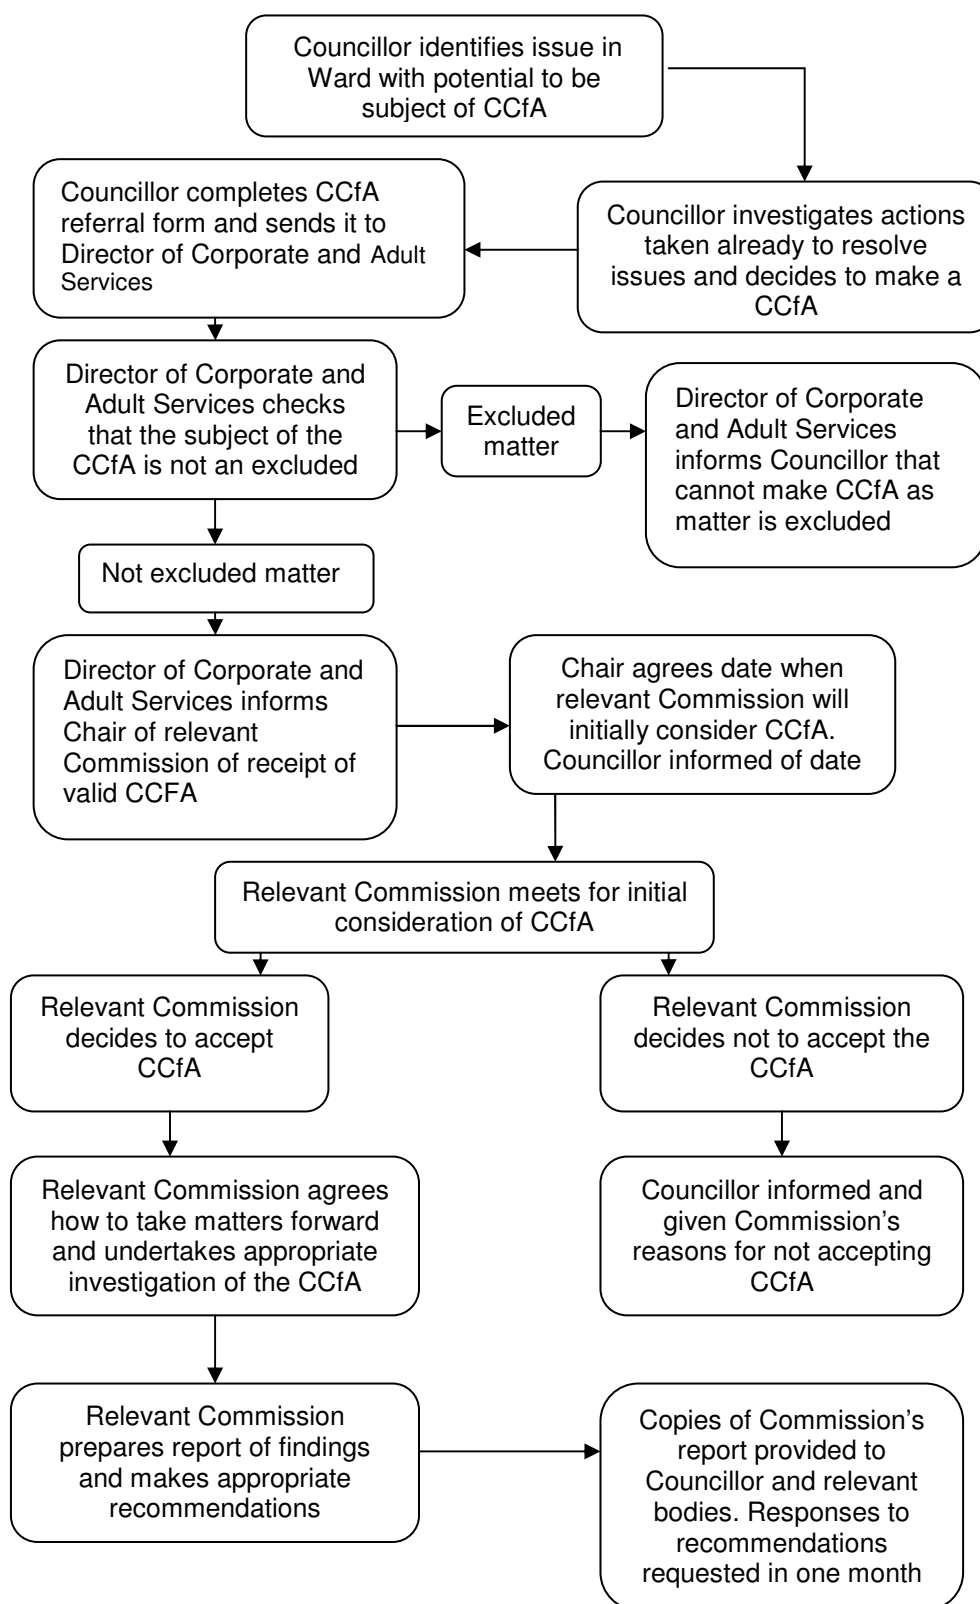 Councillor identifies issue in
Ward with potential to be
subject of CCfA
Councillor investigates actions
taken already to resolve
issues and decides to make a
CCfA
Councillor completes CCfA
referral form and sends it to
Director of Corporate and Adult
Services
Director of Corporate and
Adult Services checks
that the subject of the
CCfA is not an excluded
Excluded
matter
Director of Corporate
and Adult Services
informs Councillor that
cannot make CCfA as
matter is excluded
Not excluded matter
Director of Corporate and
Adult Services informs
Chair of relevant
Commission of receipt of
valid CCFA
Chair agrees date when
relevant Commission will
initially consider CCfA.
Councillor informed of date
Relevant Commission meets for initial
consideration of CCfA
Relevant Commission
decides to accept
CCfA
Relevant Commission
decides not to accept the
CCfA
Relevant Commission agrees
how to take matters forward
and undertakes appropriate
investigation of the CCfA
Councillor informed and
given Commission’s
reasons for not accepting
CCfA
Relevant Commission
prepares report of findings
and makes appropriate
recommendations
Copies of Commission’s
report provided to
Councillor and relevant
bodies. Responses to
recommendations
requested in one month